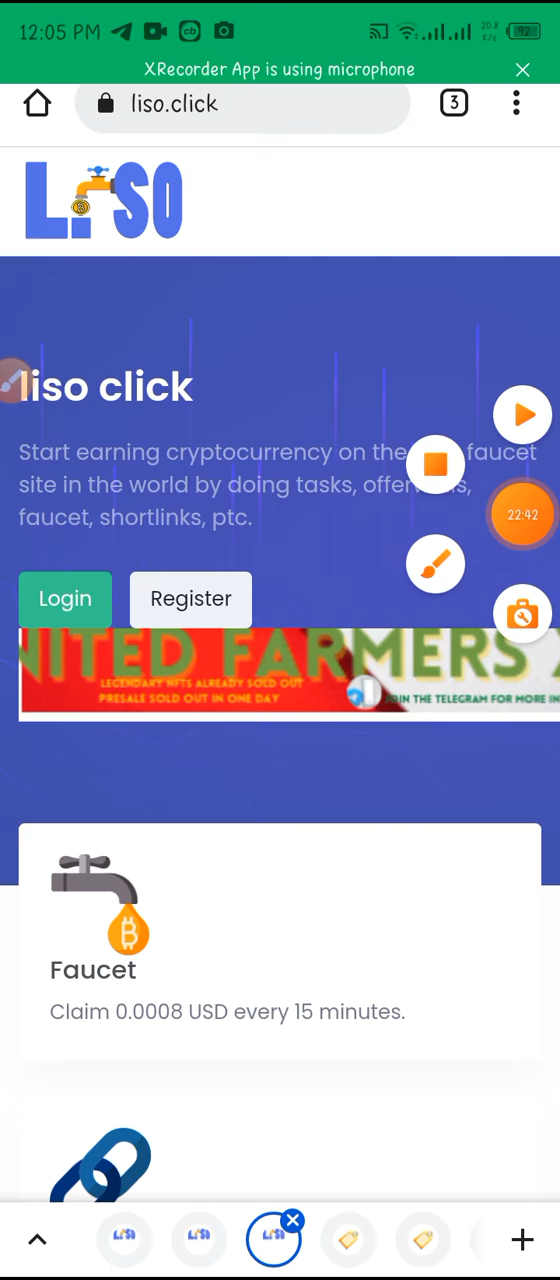 12:05 PM
20.8
K/s
92
XRecorder App is using microphone
liso.click
3
LiSO
liso click
Start earning cryptocurrency on the faucet
site in the world by doing tasks,
faucet, shortlinks, ptc.
22:42
Login
Register
NITED FARMERS
LEGENDARY NFTS ALREADY SOLD OUT
PRESALE SOLD OUT IN ONE DAY
JOIN THE TELEGRAM FOR MORE IN
Faucet
Claim 0.0008 USD every 15 minutes.